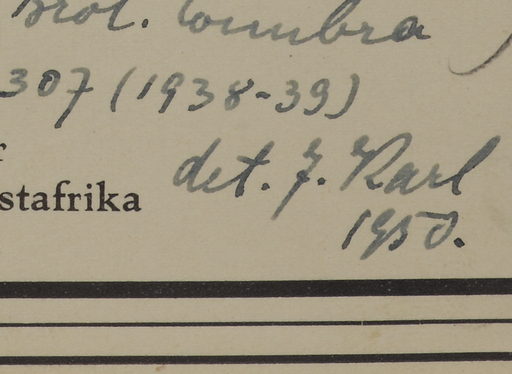 Brot. Coimbra
307 (1938-39)
det. J. Karl
stafrika
1950.